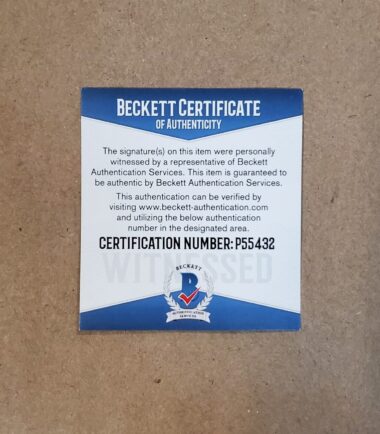 BECKETT CERTIFICATE
OF AUTHENTICITY
The signature(s) on this item were personally
witnessed by a representative of Beckett
Authentication Services. This item is guaranteed to
be authentic by Beckett Authentication Services.
This authentication can be verified by
visiting www.beckett-authentication.com
and utilizing the below authentication
number in the designated area.
CERTIFICATION NUMBER: P55432
WITNESSED
BECKETT
B
AUTHENTICATION
SERVICES